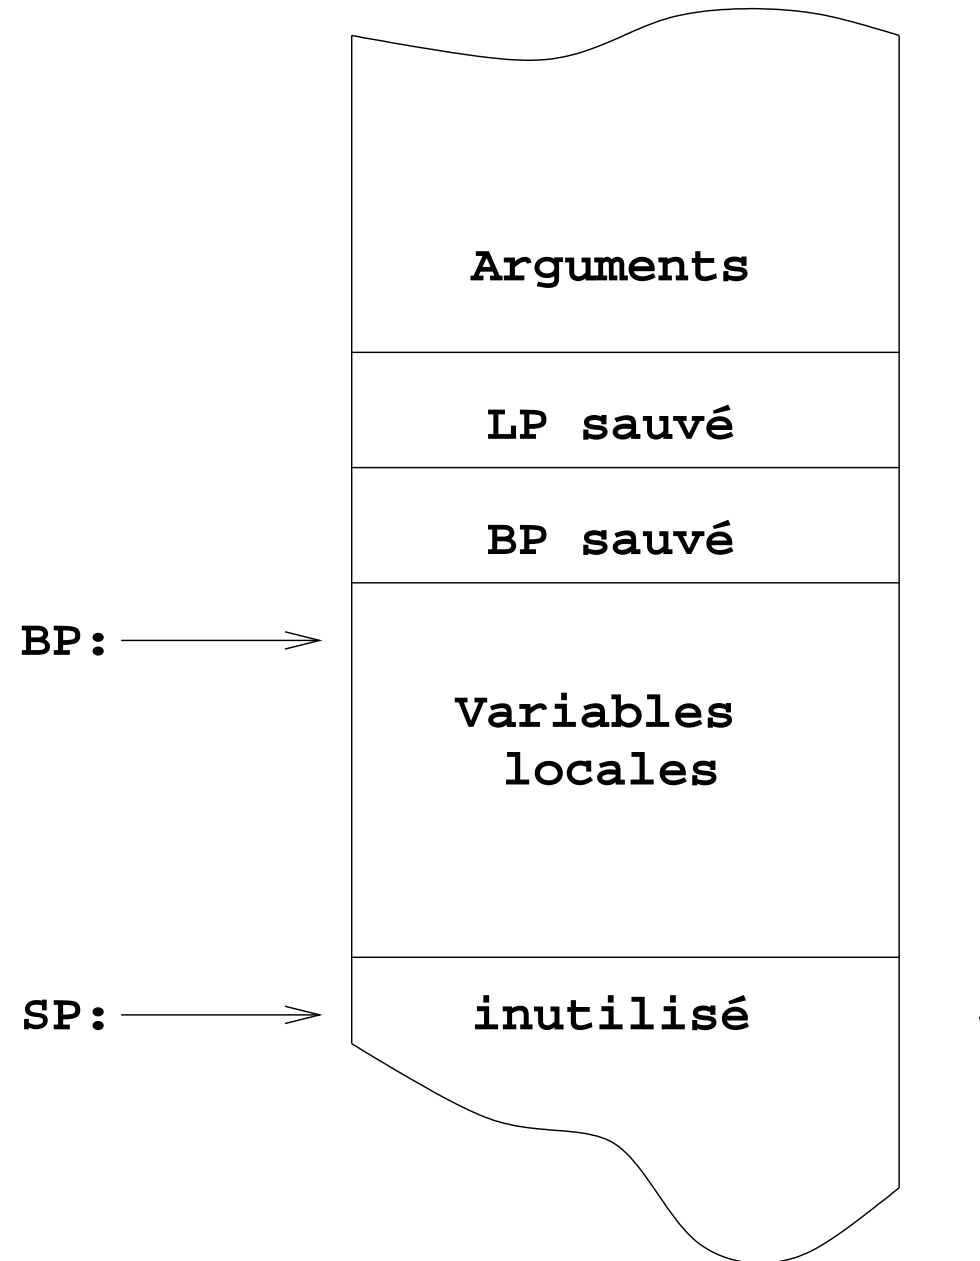 Arguments
LP sauvé
BP sauvé
BP:
Variables
locales
SP:
inutilisé